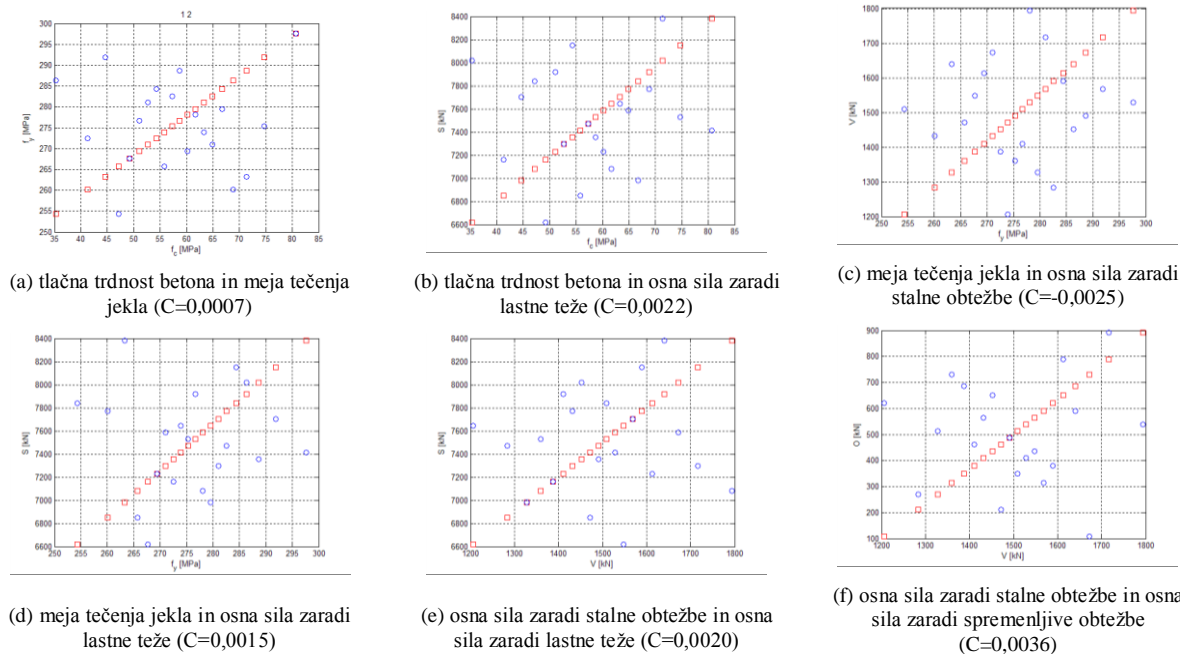 1 2
300
295
290
285
280
275
270
265
260
255
250
35 40 45 50 55 60 65 70 75 80 85
f_y [MPa]
f_c [MPa]
8400
8200
8000
7800
7600
7400
7200
7000
6800
6600
35 40 45 50 55 60 65 70 75 80 85
S [kN]
f_c [MPa]
1800
1700
1600
1500
1400
1300
1200
250 255 260 265 270 275 280 285 290 295 300
V [kN]
f_y [MPa]
(a) tlačna trdnost betona in meja tečenja
jekla (C=0,0007)
(b) tlačna trdnost betona in osna sila zaradi
lastne teže (C=0,0022)
(c) meja tečenja jekla in osna sila zaradi
stalne obtežbe (C=-0,0025)
8400
8200
8000
7800
7600
7400
7200
7000
6800
6600
250 255 260 265 270 275 280 285 290 295 300
S [kN]
f_y [MPa]
8400
8200
8000
7800
7600
7400
7200
7000
6800
6600
1200 1300 1400 1500 1600 1700 1800
S [kN]
V [kN]
900
800
700
600
500
400
300
200
100
1200 1300 1400 1500 1600 1700 1800
O [kN]
V [kN]
(d) meja tečenja jekla in osna sila zaradi
lastne teže (C=0,0015)
(e) osna sila zaradi stalne obtežbe in osna
sila zaradi lastne teže (C=0,0020)
(f) osna sila zaradi stalne obtežbe in osna
sila zaradi spremenljive obtežbe
(C=0,0036)